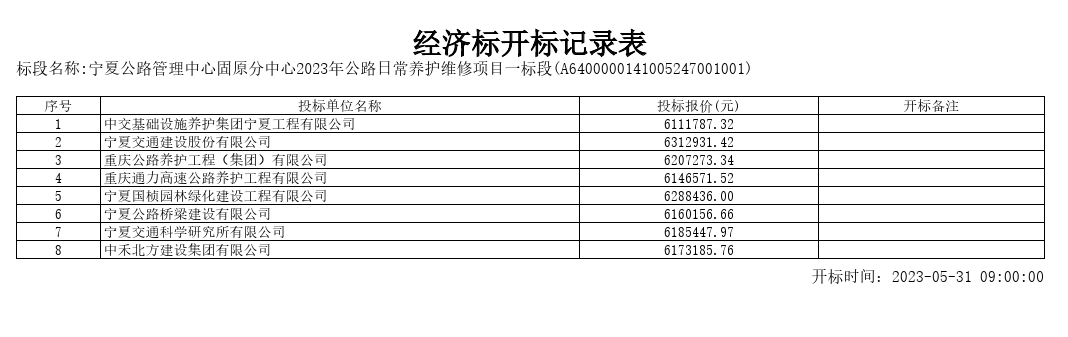 经济标开标记录表
标段名称:宁夏公路管理中心固原分中心2023年公路日常养护维修项目一标段(A6400000141005247001001)
序号 投标单位名称 投标报价(元) 开标备注
1 中交基础设施养护集团宁夏工程有限公司 6111787.32
2 宁夏交通建设股份有限公司 6312931.42
3 重庆公路养护工程（集团）有限公司 6207273.34
4 重庆通力高速公路养护工程有限公司 6146571.52
5 宁夏国桢园林绿化建设工程有限公司 6288436.00
6 宁夏公路桥梁建设有限公司 6160156.66
7 宁夏交通科学研究所有限公司 6185447.97
8 中禾北方建设集团有限公司 6173185.76
开标时间：2023-05-31 09:00:00